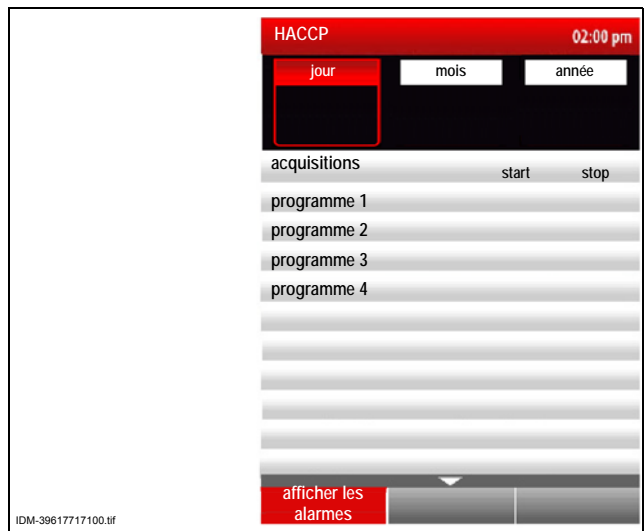 HACCP 02:00 pm
jour mois année
acquisitions start stop
programme 1
programme 2
programme 3
programme 4
afficher les
alarmes
IDM-39617717100.tif